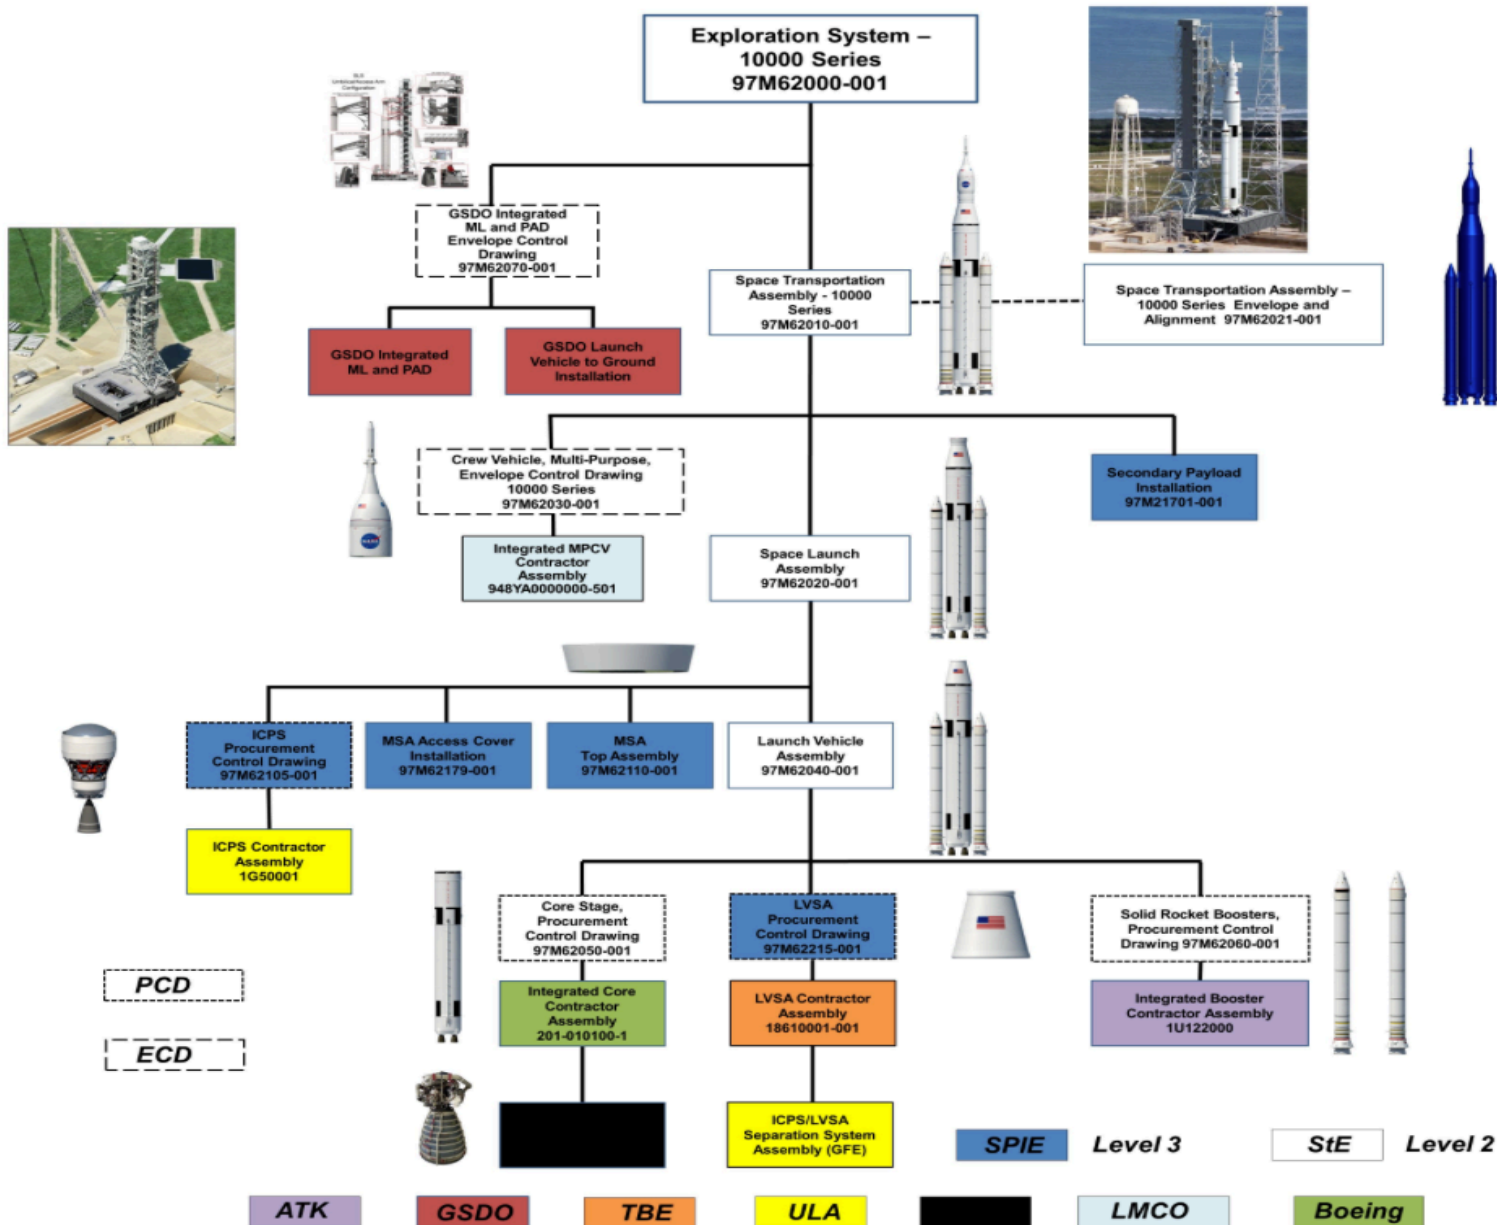 Exploration System –
10000 Series
97M62000-001
SLS
Umbilical/Access Arm
Configuration
GSDO Integrated
ML and PAD
Envelope Control
Drawing
97M62070-001
Space Transportation
Assembly - 10000
Series
97M62010-001
Space Transportation Assembly –
10000 Series Envelope and
Alignment 97M62021-001
GSDO Integrated
ML and PAD
GSDO Launch
Vehicle to Ground
Installation
Crew Vehicle, Multi-Purpose,
Envelope Control Drawing
10000 Series
97M62030-001
Secondary Payload
Installation
97M21701-001
Integrated MPCV
Contractor
Assembly
948YA0000000-501
Space Launch
Assembly
97M62020-001
ICPS
Procurement
Control Drawing
97M62105-001
MSA Access Cover
Installation
97M62179-001
MSA
Top Assembly
97M62110-001
Launch Vehicle
Assembly
97M62040-001
ICPS Contractor
Assembly
1G50001
Core Stage,
Procurement
Control Drawing
97M62050-001
LVSA
Procurement
Control Drawing
97M62215-001
Solid Rocket Boosters,
Procurement Control
Drawing 97M62060-001
PCD
Integrated Core
Contractor
Assembly
201-010100-1
LVSA Contractor
Assembly
18610001-001
Integrated Booster
Contractor Assembly
1U122000
ECD
ICPS/LVSA
Separation System
Assembly (GFE)
SPIE Level 3
StE Level 2
ATK
GSDO
TBE
ULA
LMCO
Boeing